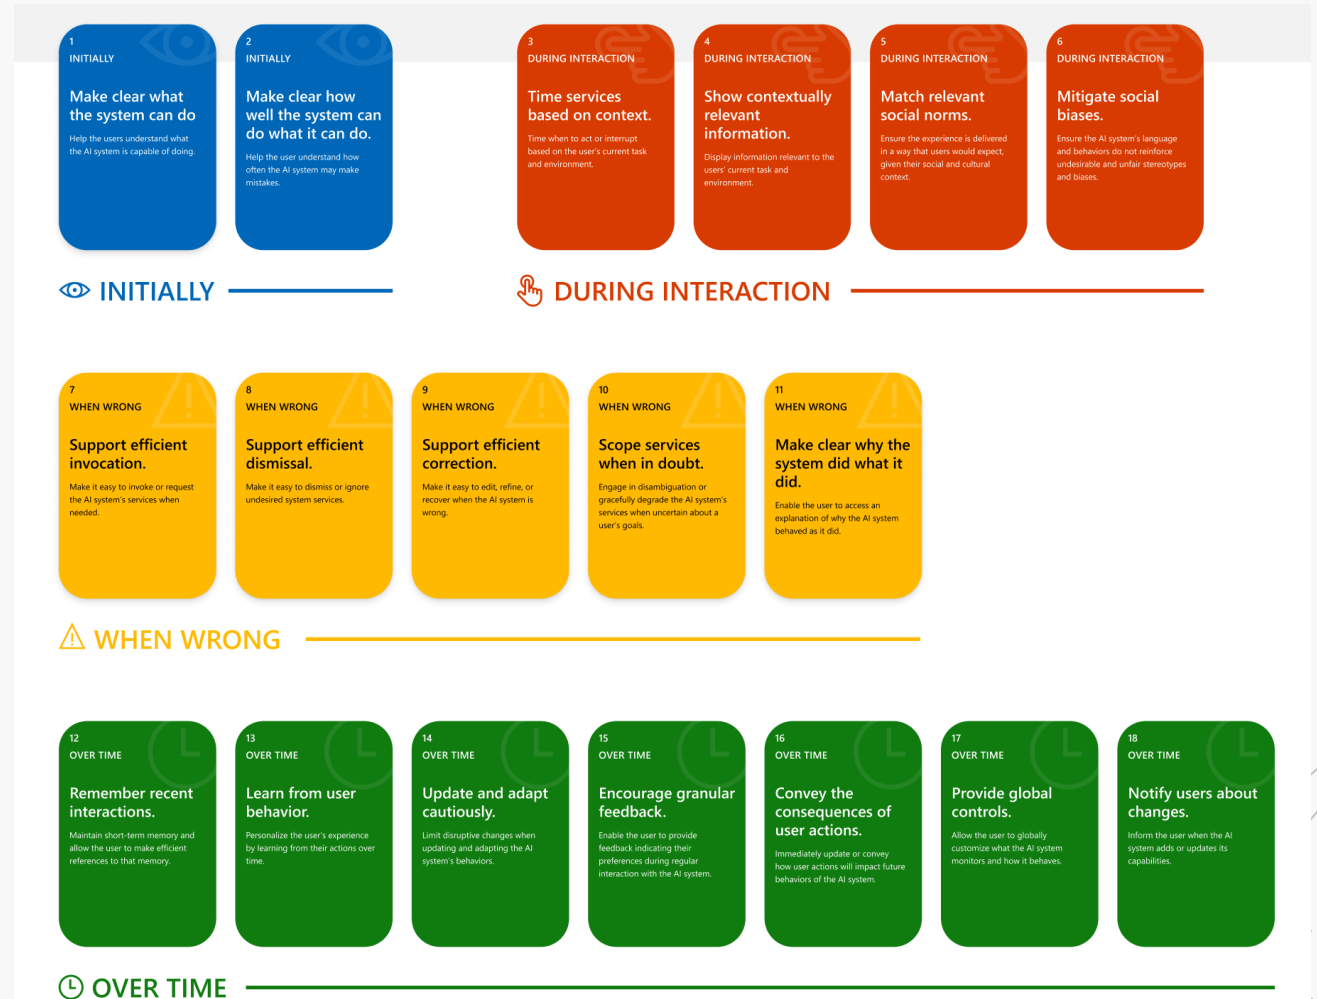 1
INITIALLY
Make clear what
the system can do
Help the users understand what
the AI system is capable of doing.
2
INITIALLY
Make clear how
well the system can
do what it can do.
Help the user understand how
often the AI system may make
mistakes.
3
DURING INTERACTION
Time services
based on context.
Time when to act or interrupt
based on the user's current task
and environment.
4
DURING INTERACTION
Show contextually
relevant
information.
Display information relevant to the
users' current task and
environment.
5
DURING INTERACTION
Match relevant
social norms.
Ensure the experience is delivered
in a way that users would expect,
given their social and cultural
context.
6
DURING INTERACTION
Mitigate social
biases.
Ensure the AI system's language
and behaviors do not reinforce
undesirable and unfair stereotypes
and biases.
INITIALLY
DURING INTERACTION
7
WHEN WRONG
Support efficient
invocation.
Make it easy to invoke or request
the AI system's services when
needed.
8
WHEN WRONG
Support efficient
dismissal.
Make it easy to dismiss or ignore
undesired system services.
9
WHEN WRONG
Support efficient
correction.
Make it easy to edit, refine, or
recover when the AI system is
wrong.
10
WHEN WRONG
Scope services
when in doubt.
Engage in disambiguation or
gracefully degrade the AI system's
services when uncertain about a
user's goals.
11
WHEN WRONG
Make clear why the
system did what it
did.
Enable the user to access an
explanation of why the AI system
behaved as it did.
WHEN WRONG
12
OVER TIME
Remember recent
interactions.
Maintain short-term memory and
allow the user to make efficient
references to that memory.
13
OVER TIME
Learn from user
behavior.
Personalize the user's experience
by learning from their actions over
time.
14
OVER TIME
Update and adapt
cautiously.
Limit disruptive changes when
updating and adapting the AI
system's behaviors.
15
OVER TIME
Encourage granular
feedback.
Enable the user to provide
feedback indicating their
preferences during regular
interaction with the AI system.
16
OVER TIME
Convey the
consequences of
user actions.
Immediately update or convey
how user actions will impact future
behaviors of the AI system.
17
OVER TIME
Provide global
controls.
Allow the user to globally
customize what the AI system
monitors and how it behaves.
18
OVER TIME
Notify users about
changes.
Inform the user when the AI
system adds or updates its
capabilities.
OVER TIME